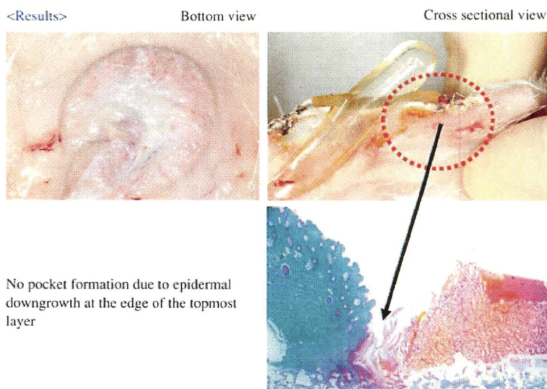 <Results>
Bottom view
Cross sectional view
No pocket formation due to epidermal
downgrowth at the edge of the topmost
layer